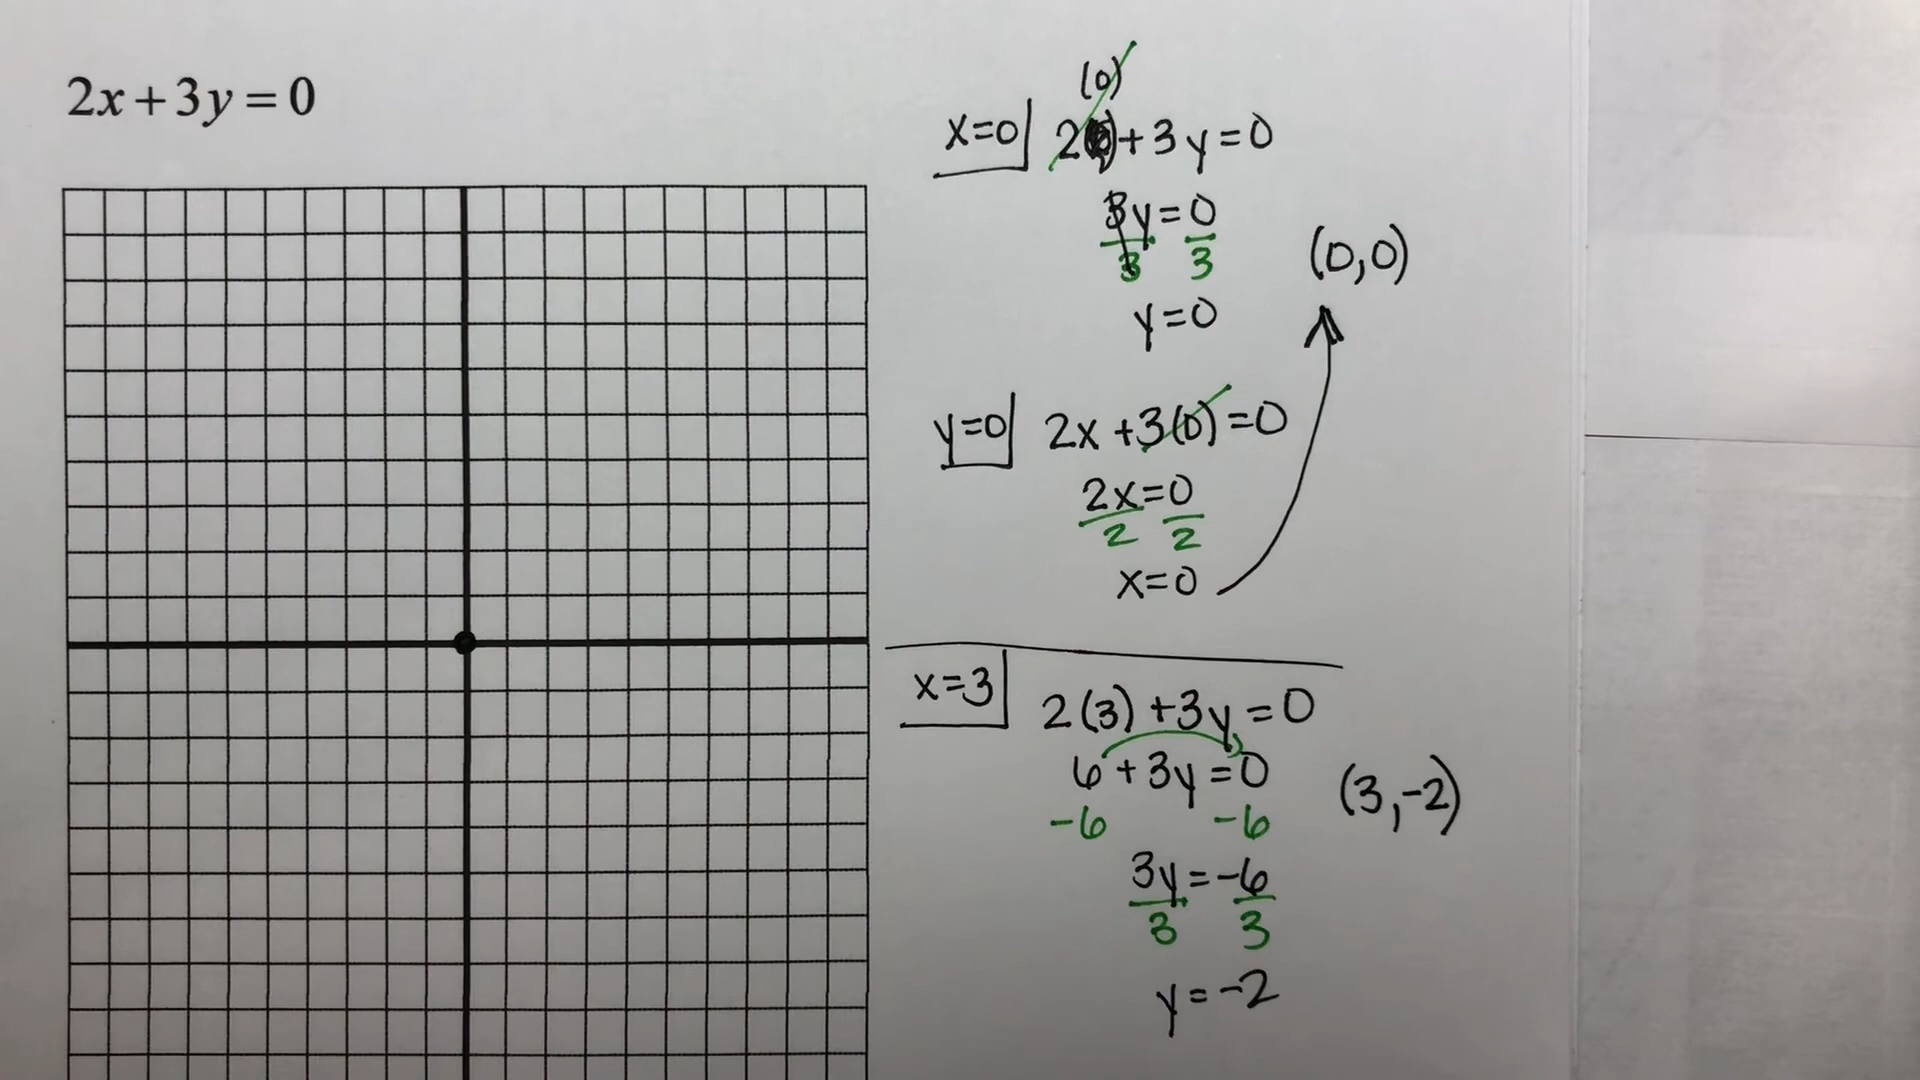 2x+3y=0
(0)
x=0 2 +3y=0
3y=0
3 3
(0,0)
y=0
y=0 2x+3(0)=0
2x=0
2 2
x=0
x=3 2(3)+3y=0
6+3y=0
-6 -6
(3,-2)
3y=-6
3 3
y=-2